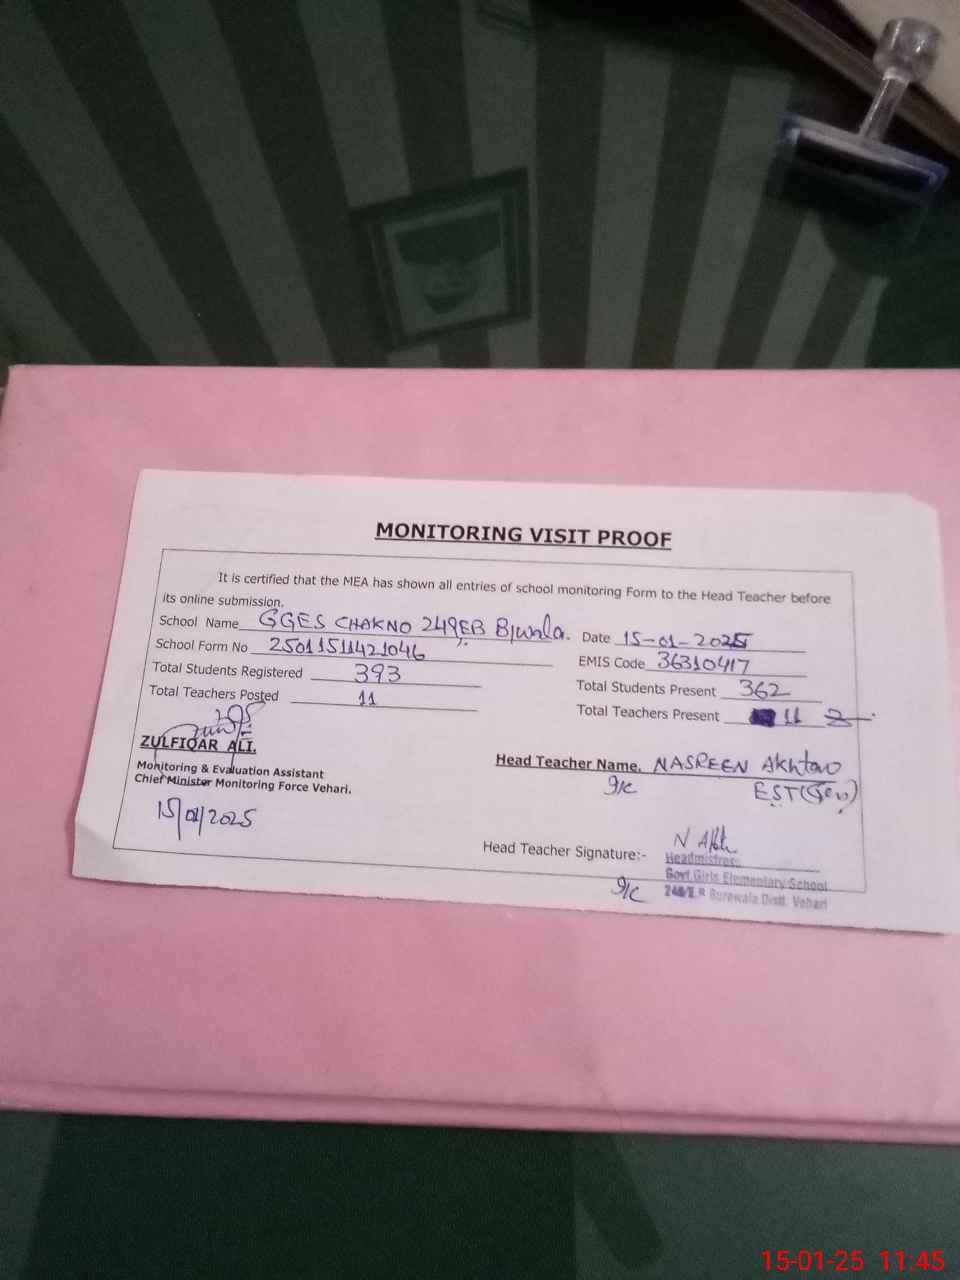 MONITORING VISIT PROOF
It is certified that the MEA has shown all entries of school monitoring Form to the Head Teacher before
its online submission.
School Name GGES CHAKNO 249EB B/wala. Date 15-01-2025
School Form No 25011511421046 EMIS Code 36310417
Total Students Registered 393 Total Students Present 362
Total Teachers Posted 11 Total Teachers Present 11
ZULFIQAR ALI.
Monitoring & Evaluation Assistant
Chief Minister Monitoring Force Vehari.
15/01/2025
Head Teacher Name. NASREEN Akhtar
I/C EST(Gen)
Head Teacher Signature:- N Akh
Headmistress
Govt.Girls Elementary School
I/C Burewala Distt. Vehari
15-01-25 11:45